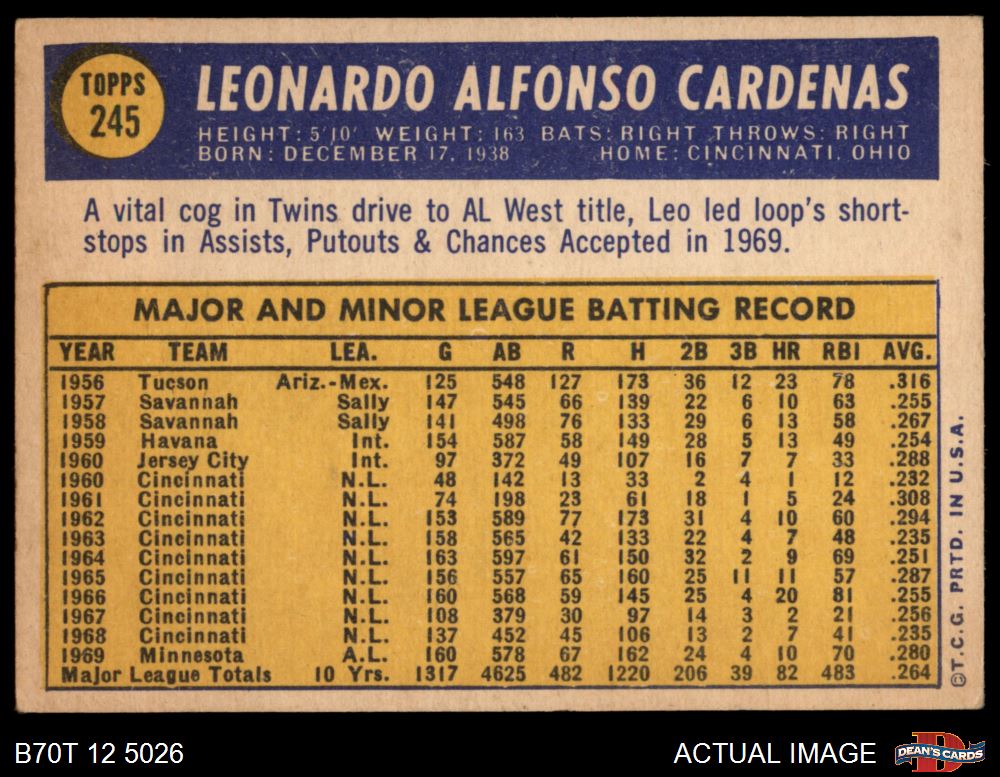 TOPPS
245
LEONARDO ALFONSO CARDENAS
HEIGHT: 5'10' WEIGHT: 163 BATS: RIGHT THROWS: RIGHT
BORN: DECEMBER 17, 1938 HOME: CINCINNATI, OHIO
A vital cog in Twins drive to AL West title, Leo led loop's short-
stops in Assists, Putouts & Chances Accepted in 1969.
MAJOR AND MINOR LEAGUE BATTING RECORD
YEAR TEAM LEA. G AB R H 2B 3B HR RBI AVG.
1956 Tucson Ariz.-Mex. 125 548 127 173 36 12 23 78 .316
1957 Savannah Sally 147 545 66 139 22 6 10 63 .255
1958 Savannah Sally 141 498 76 133 29 6 13 58 .267
1959 Havana Int. 154 587 58 149 28 5 13 49 .254
1960 Jersey City Int. 97 372 49 107 16 7 7 33 .288
1960 Cincinnati N.L. 48 142 13 33 2 4 1 12 .232
1961 Cincinnati N.L. 74 198 23 61 18 1 5 24 .308
1962 Cincinnati N.L. 153 589 77 173 31 4 10 60 .294
1963 Cincinnati N.L. 158 565 42 133 22 4 7 48 .235
1964 Cincinnati N.L. 163 597 61 150 32 2 9 69 .251
1965 Cincinnati N.L. 156 557 65 160 25 11 11 57 .287
1966 Cincinnati N.L. 160 568 59 145 25 4 20 81 .255
1967 Cincinnati N.L. 108 379 30 97 14 3 2 21 .256
1968 Cincinnati N.L. 137 452 45 106 13 2 7 41 .235
1969 Minnesota A.L. 160 578 67 162 24 4 10 70 .280
Major League Totals 10 Yrs. 1317 4625 482 1220 206 39 82 483 .264
©T.C.G. PRTD. IN U.S.A.
B70T 12 5026
ACTUAL IMAGE
D
DEAN'S CARDS